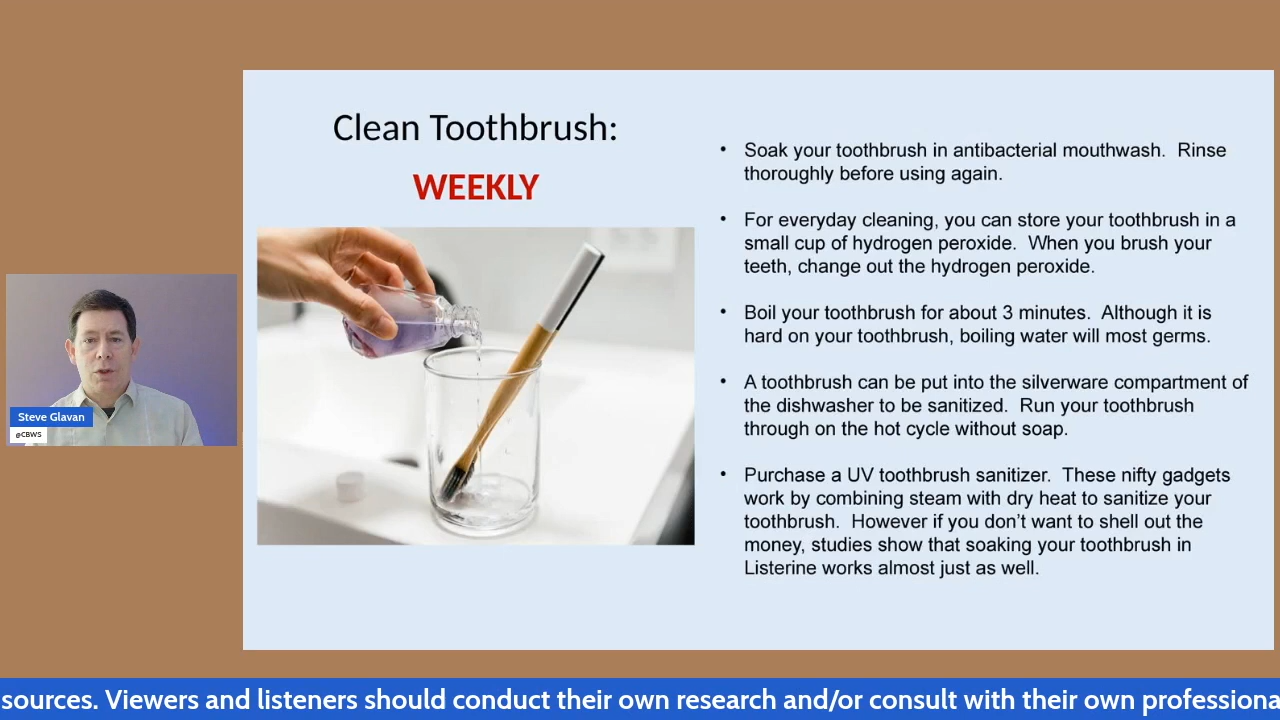 Clean Toothbrush:
WEEKLY
• Soak your toothbrush in antibacterial mouthwash.  Rinse
thoroughly before using again.
• For everyday cleaning, you can store your toothbrush in a
small cup of hydrogen peroxide.  When you brush your
teeth, change out the hydrogen peroxide.
• Boil your toothbrush for about 3 minutes.  Although it is
hard on your toothbrush, boiling water will most germs.
• A toothbrush can be put into the silverware compartment of
the dishwasher to be sanitized.  Run your toothbrush
through on the hot cycle without soap.
• Purchase a UV toothbrush sanitizer.  These nifty gadgets
work by combining steam with dry heat to sanitize your
toothbrush.  However if you don’t want to shell out the
money, studies show that soaking your toothbrush in
Listerine works almost just as well.
Steve Glavan
@CBWS
sources. Viewers and listeners should conduct their own research and/or consult with their own professiona